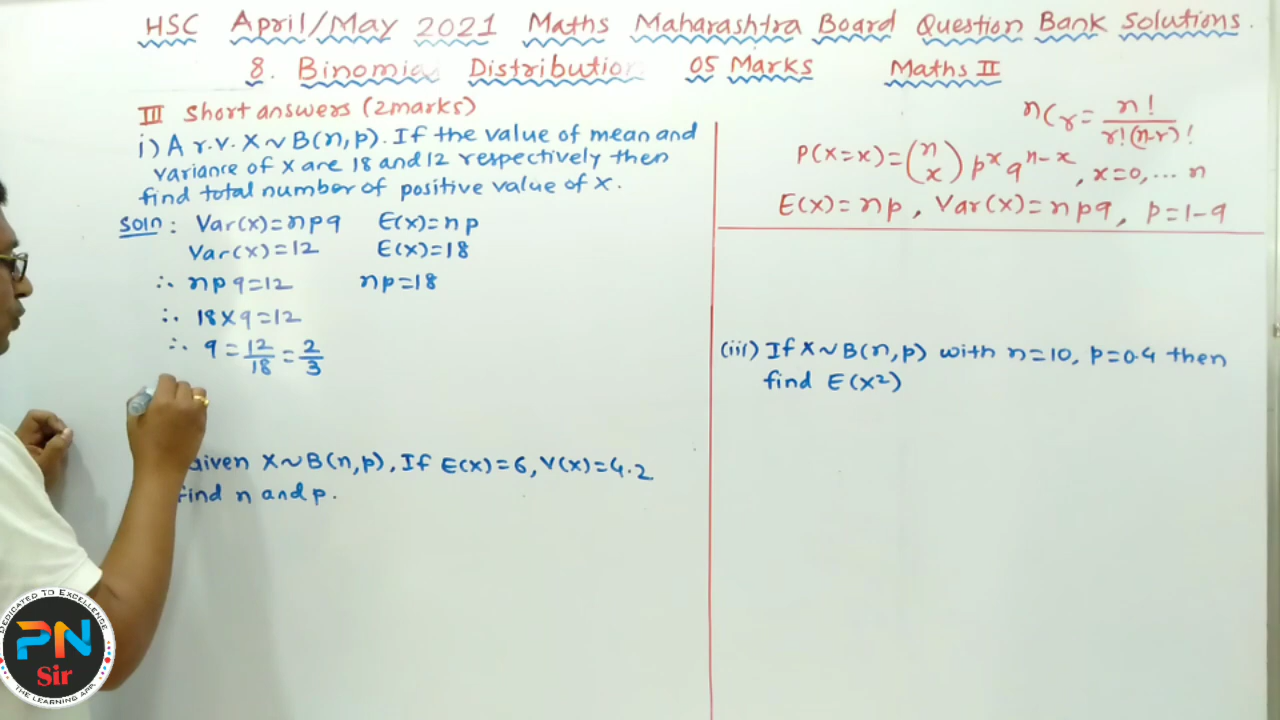 HSC April/May 2021 Maths Maharashtra Board Question Bank Solutions.
8. Binomial Distribution 05 Marks Maths II
III Short answers (2marks)
i) A r.v. X ~ B(n,p). If the value of mean and
variance of X are 18 and 12 respectively then
find total number of positive value of X.
Soln : Var(X)=npq E(X)=np
Var(X)=12 E(X)=18
∴ npq=12 np=18
∴ 18×q=12
∴ q = 12/18 = 2/3
Given X~B(n,p), If E(X)=6, V(X)=4.2
find n and p.
nCr = n!/r!(n-r)!
P(X=x) = (n x) p^x q^n-x, x=0,... n
E(X)=np, Var(X)=npq, p=1-q
(iii) If X~B(n,p) with n=10, p=0.4 then
find E(X²)
DEDICATED TO EXCELLENCE
PN
Sir
THE LEARNING APP